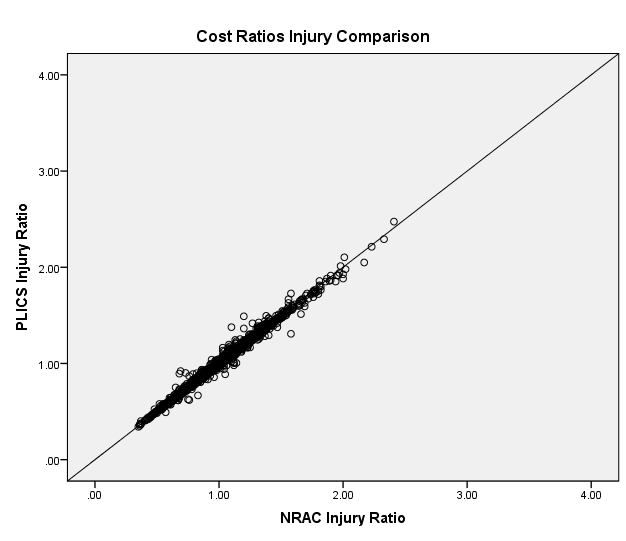 Cost Ratios Injury Comparison
4.00
3.00
2.00
1.00
.00
PLICS Injury Ratio
.00 1.00 2.00 3.00 4.00
NRAC Injury Ratio